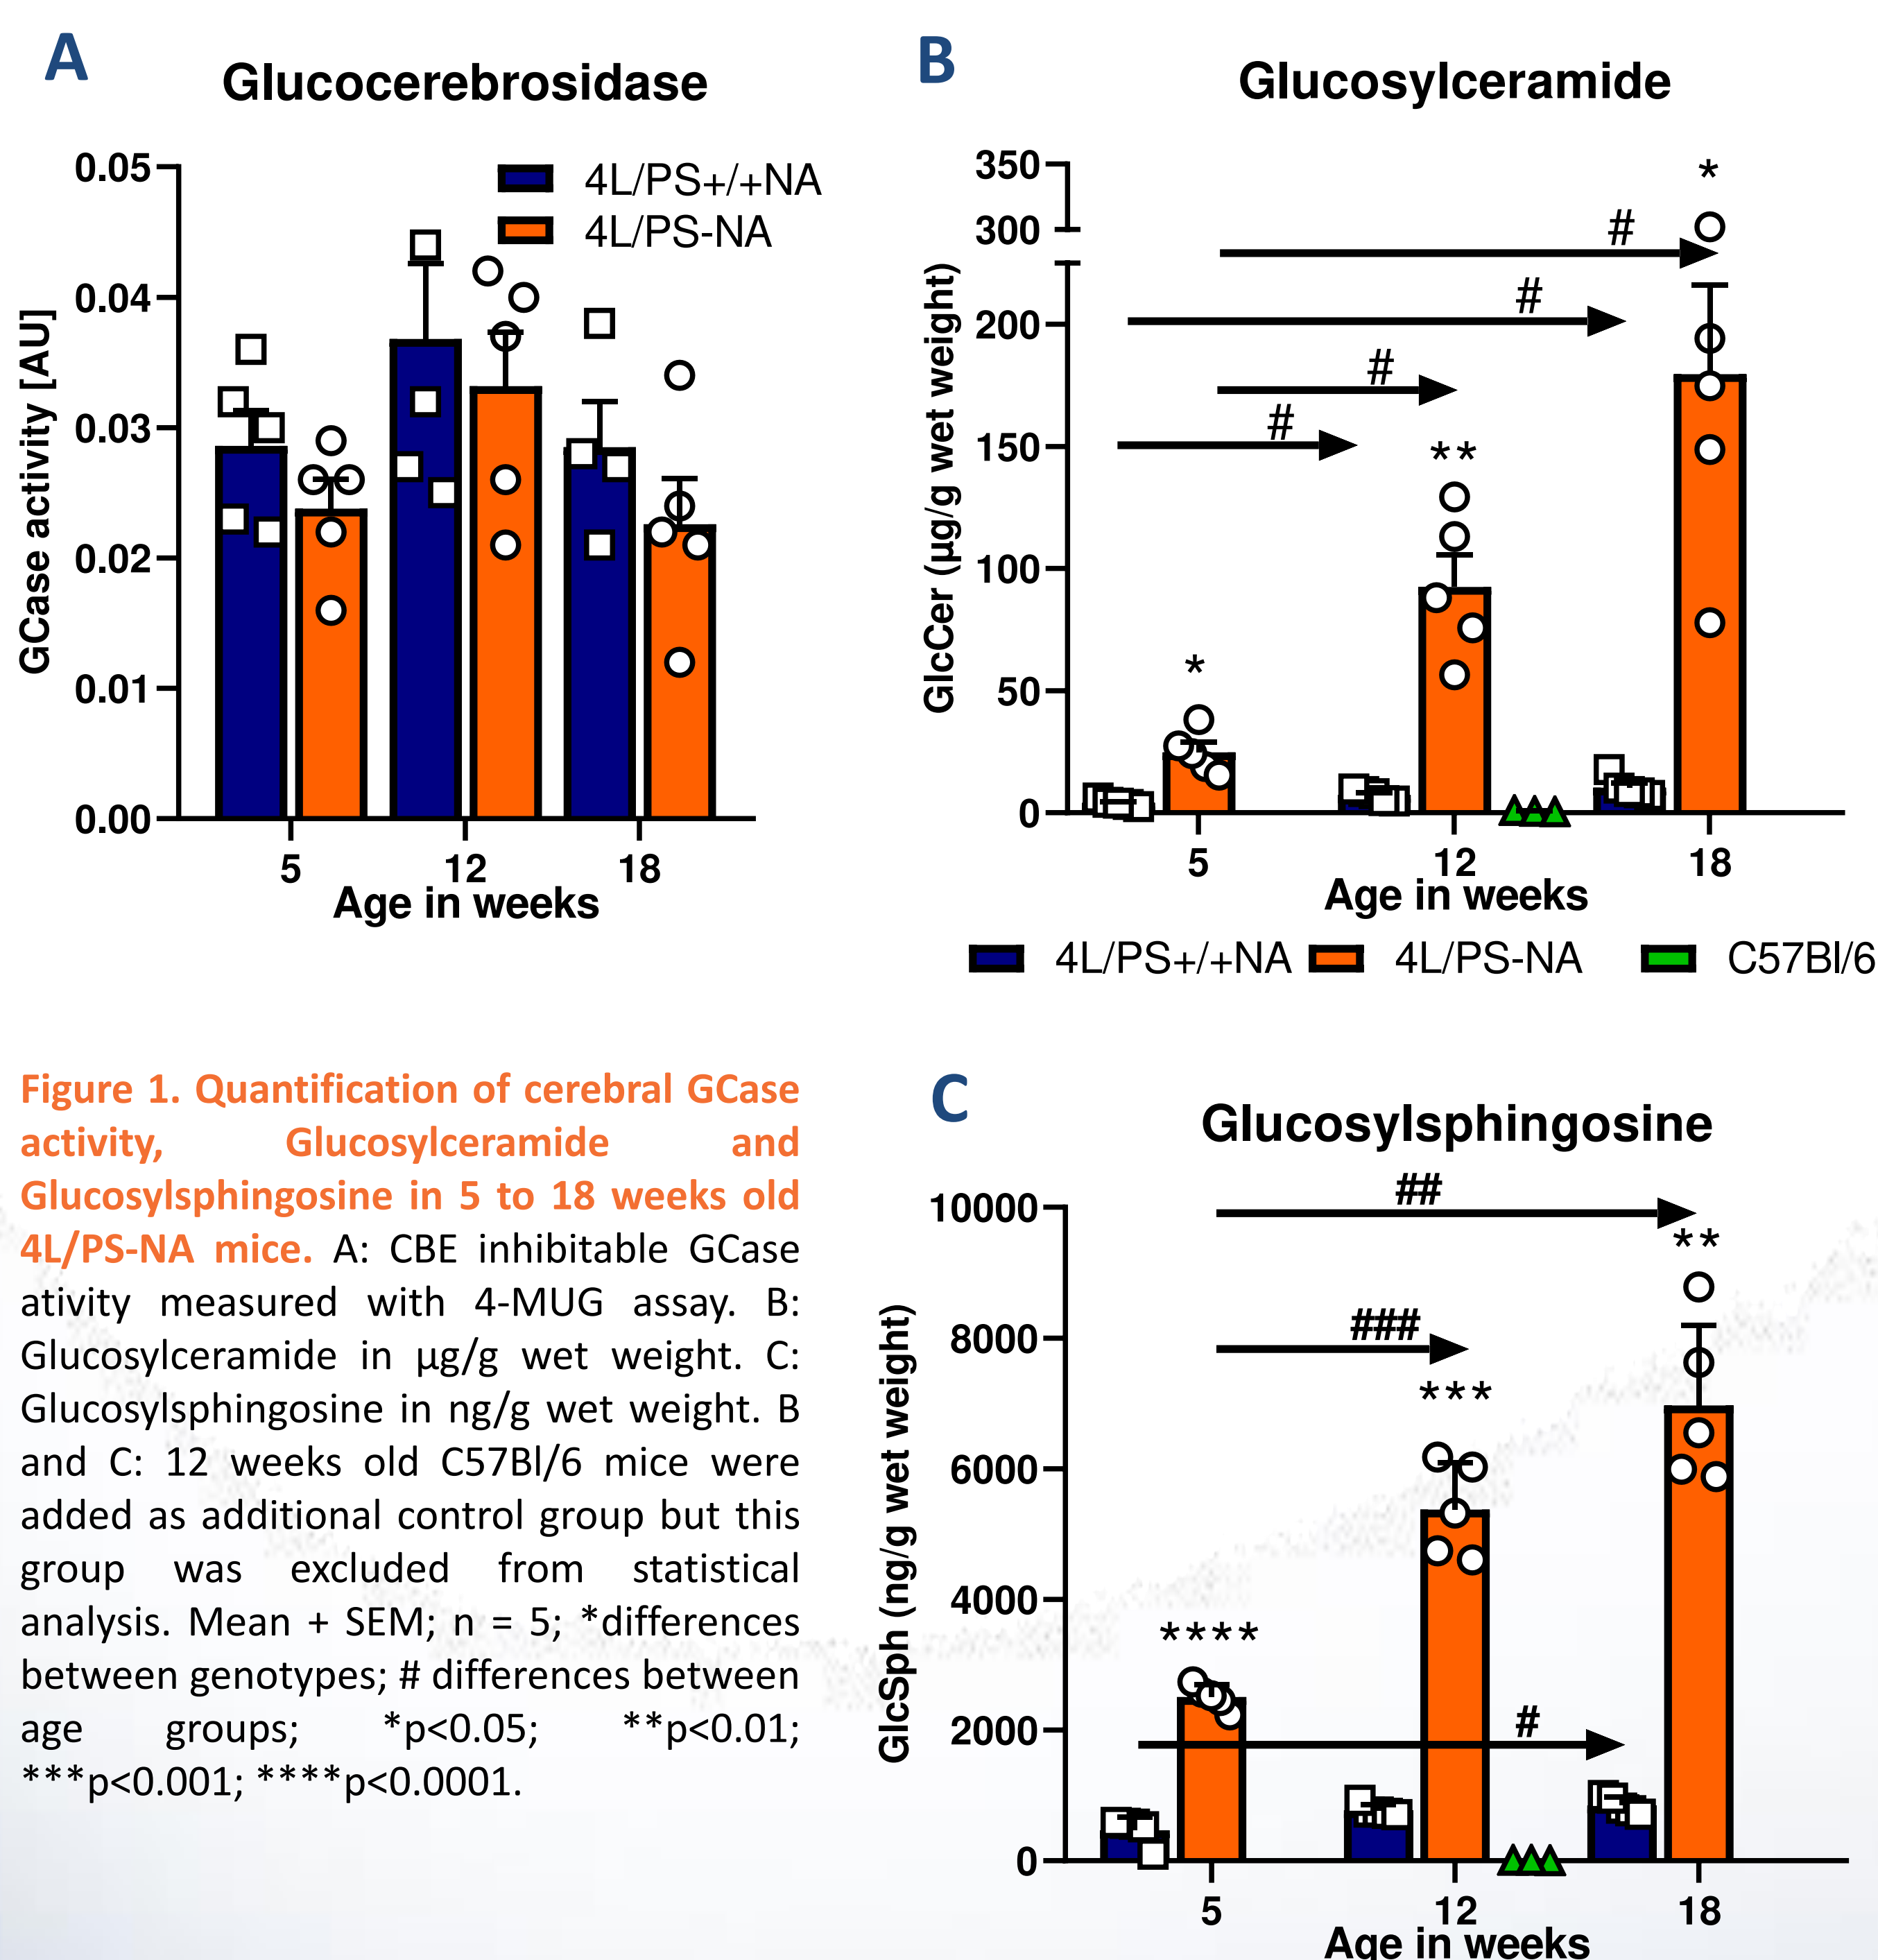 A
Glucocerebrosidase
0.05
0.04
0.03
0.02
0.01
0.00
GCase activity [AU]
4L/PS+/+NA
4L/PS-NA
5 12 18
Age in weeks
B
Glucosylceramide
350
300
200
150
100
50
0
GlcCer (µg/g wet weight)
*
#
#
#
#
**
*
5 12 18
Age in weeks
4L/PS+/+NA 4L/PS-NA C57Bl/6
Figure 1. Quantification of cerebral GCase
activity, Glucosylceramide and
Glucosylsphingosine in 5 to 18 weeks old
4L/PS-NA mice. A: CBE inhibitable GCase
ativity measured with 4-MUG assay. B:
Glucosylceramide in µg/g wet weight. C:
Glucosylsphingosine in ng/g wet weight. B
and C: 12 weeks old C57Bl/6 mice were
added as additional control group but this
group was excluded from statistical
analysis. Mean + SEM; n = 5; *differences
between genotypes; # differences between
age groups; *p<0.05; **p<0.01;
***p<0.001; ****p<0.0001.
C
Glucosylsphingosine
10000
8000
6000
4000
2000
0
GlcSph (ng/g wet weight)
##
**
###
***
****
#
5 12 18
Age in weeks